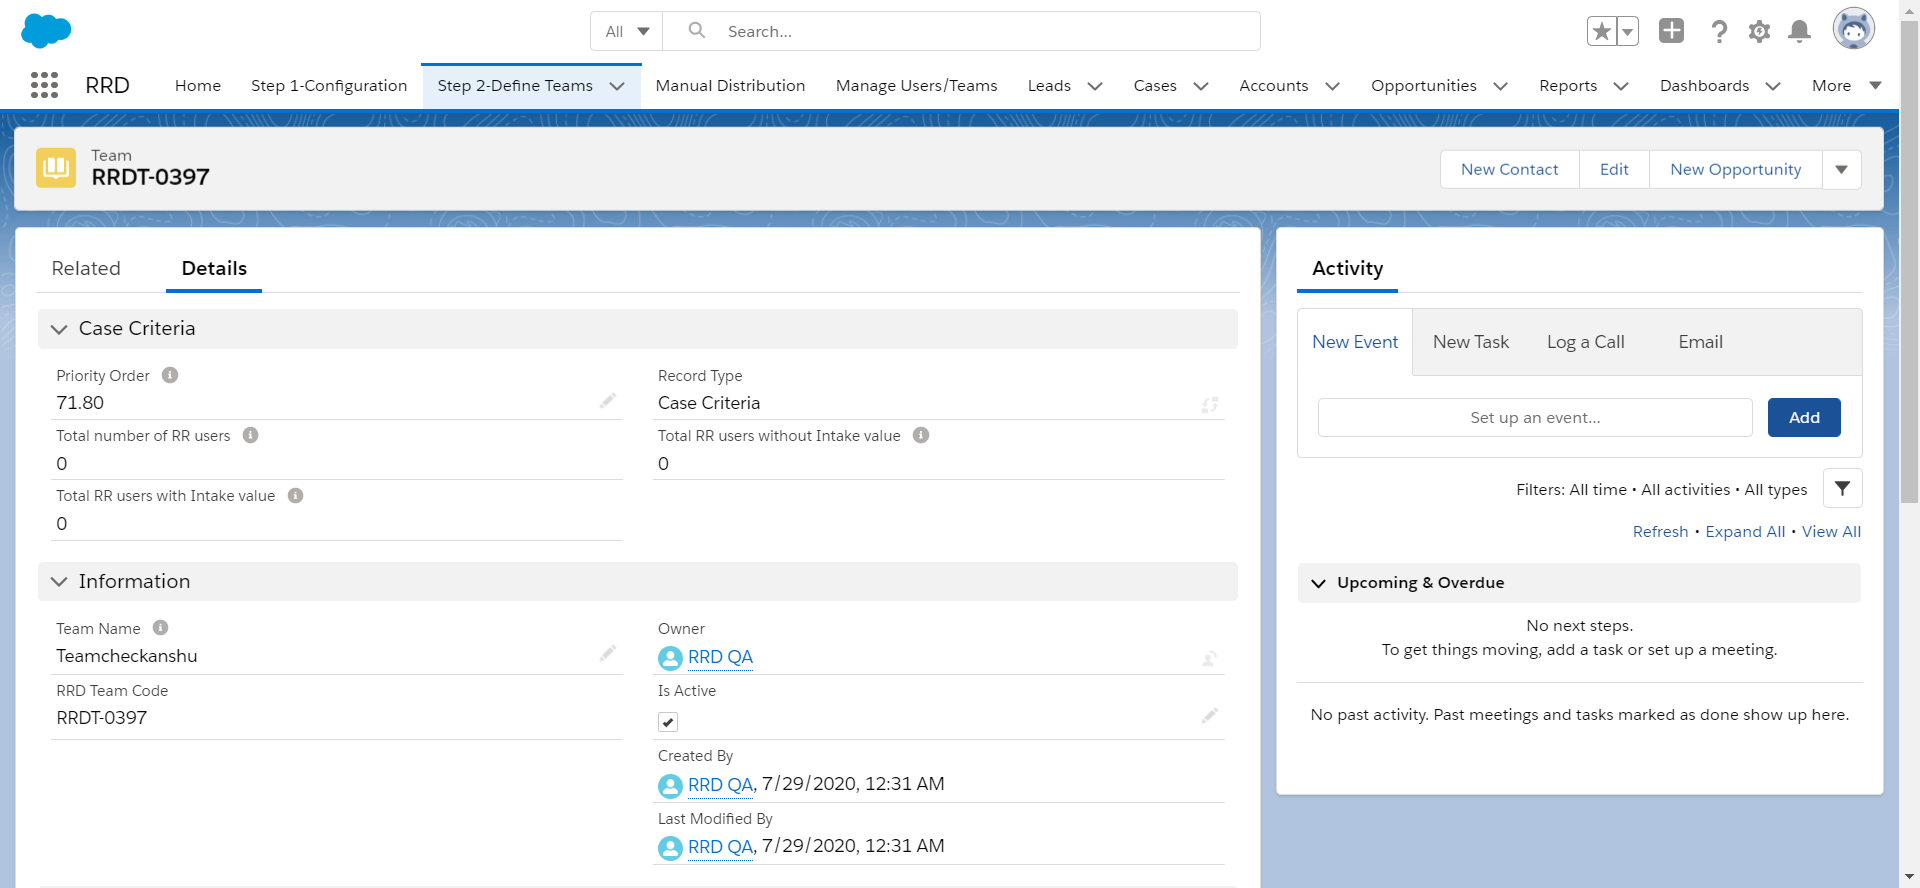 All
Search...
RRD
Home
Step 1-Configuration
Step 2-Define Teams
Manual Distribution
Manage Users/Teams
Leads
Cases
Accounts
Opportunities
Reports
Dashboards
More
Team
RRDT-0397
New Contact
Edit
New Opportunity
Related
Details
Case Criteria
Priority Order
71.80
Record Type
Case Criteria
Total number of RR users
0
Total RR users without Intake value
0
Total RR users with Intake value
0
Information
Team Name
Teamcheckanshu
Owner
RRD QA
RRD Team Code
RRDT-0397
Is Active
Created By
RRD QA, 7/29/2020, 12:31 AM
Last Modified By
RRD QA, 7/29/2020, 12:31 AM
Activity
New Event
New Task
Log a Call
Email
Set up an event...
Add
Filters: All time • All activities • All types
Refresh • Expand All • View All
Upcoming & Overdue
No next steps.
To get things moving, add a task or set up a meeting.
No past activity. Past meetings and tasks marked as done show up here.